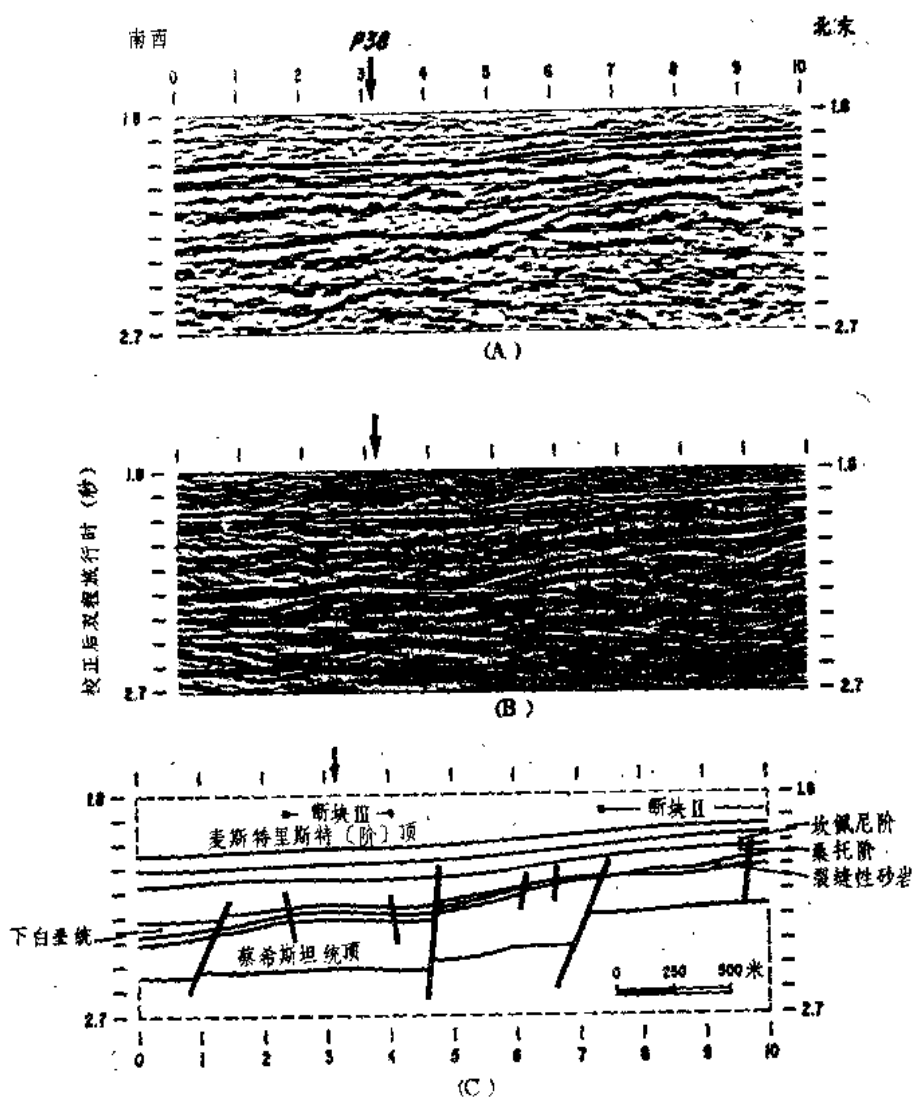 南西 P38 北东
0 1 2 3 4 5 6 7 8 9 10
1.8 1.8
2.7 2.7
(A)
校正后双程旅行时(秒)
1.8 1.8
2.7 2.7
(B)
1.8 1.8
断块III 断块II
麦斯特里斯特〔阶〕顶
坎佩尼阶
桑托阶
裂缝性砂岩
下白垩统
蔡希斯坦统顶
0 250 500米
2.7 2.7
0 1 2 3 4 5 6 7 8 9 10
(C)